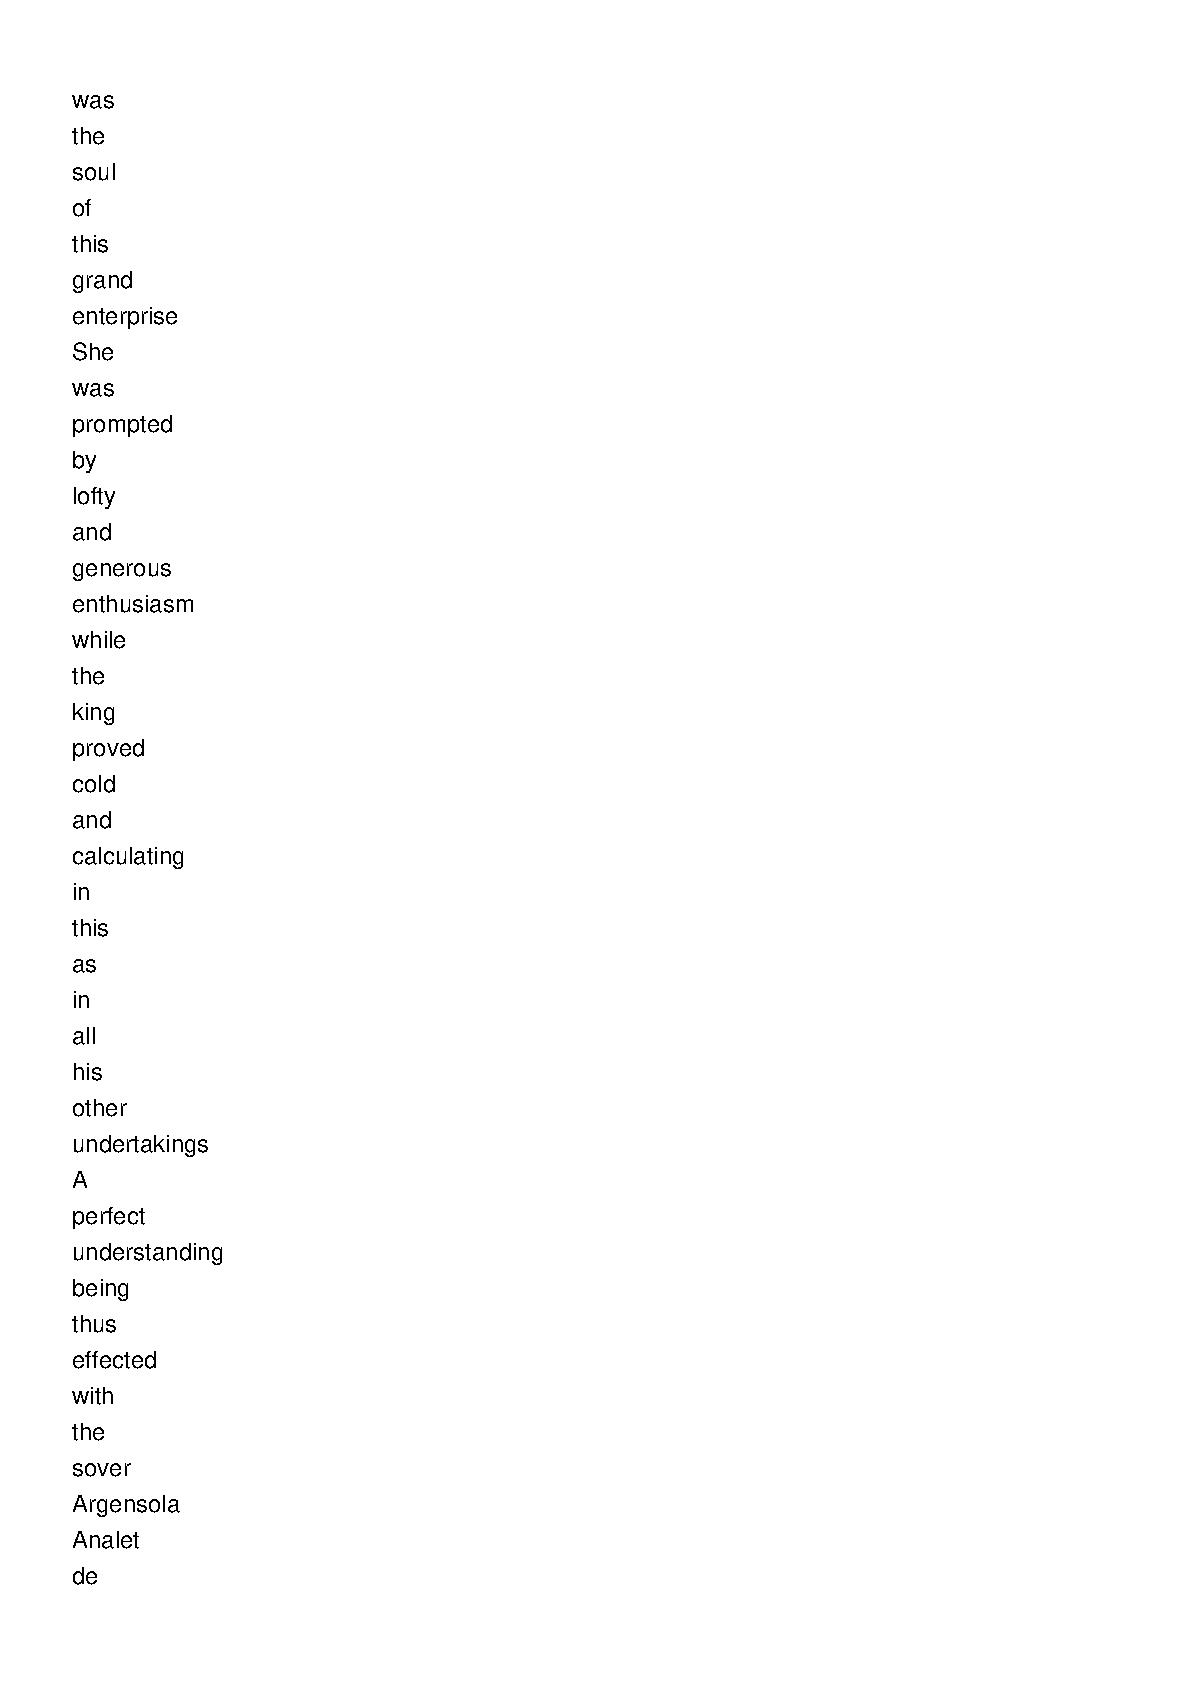 was
the
soul
of
this
grand
enterprise
She
was
prompted
by
lofty
and
generous
enthusiasm
while
the
king
proved
cold
and
calculating
in
this
as
in
all
his
other
undertakings
A
perfect
understanding
being
thus
effected
with
the
sover
Argensola
Analet
de